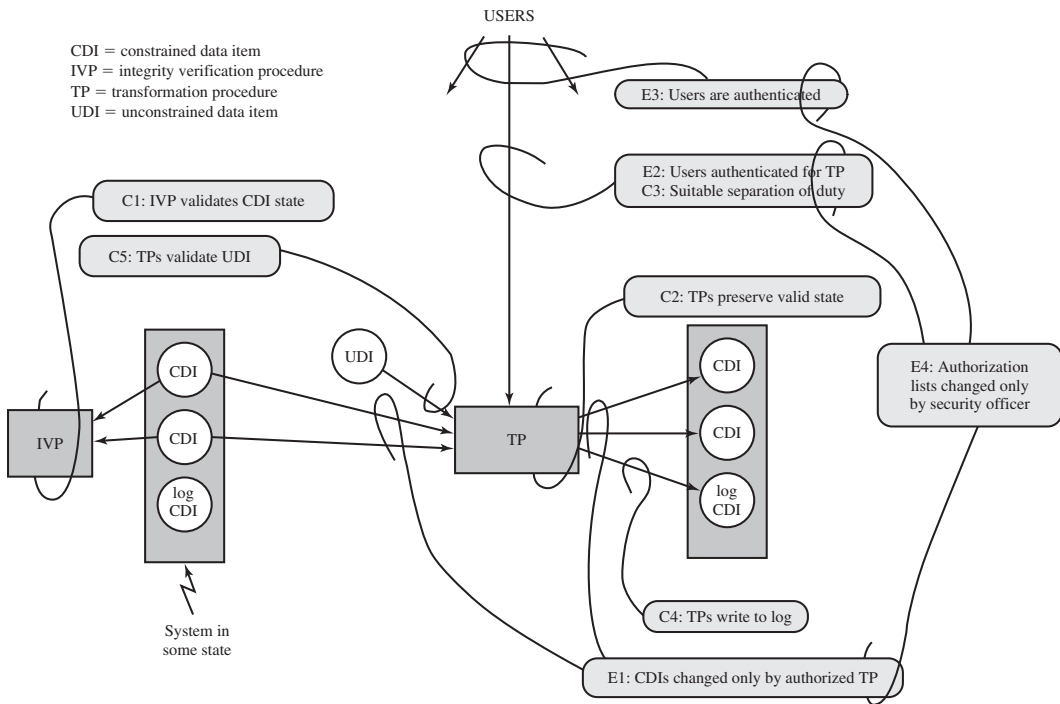 USERS
CDI = constrained data item
IVP = integrity verification procedure
TP = transformation procedure
UDI = unconstrained data item
E3: Users are authenticated
E2: Users authenticated for TP
C3: Suitable separation of duty
C1: IVP validates CDI state
C5: TPs validate UDI
C2: TPs preserve valid state
UDI
CDI
CDI
log
CDI
IVP
TP
CDI
CDI
log
CDI
E4: Authorization
lists changed only
by security officer
System in
some state
C4: TPs write to log
E1: CDIs changed only by authorized TP